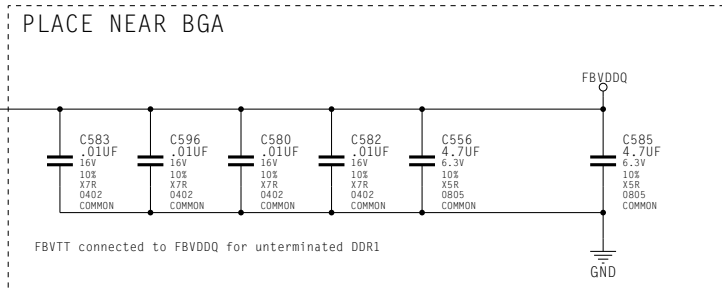 PLACE NEAR BGA
FBVDDQ
C583
.01UF
16V
10%
X7R
0402
COMMON
C596
.01UF
16V
10%
X7R
0402
COMMON
C580
.01UF
16V
10%
X7R
0402
COMMON
C582
.01UF
16V
10%
X7R
0402
COMMON
C556
4.7UF
6.3V
10%
X5R
0805
COMMON
C585
4.7UF
6.3V
10%
X5R
0805
COMMON
FBVTT connected to FBVDDQ for unterminated DDR1
GND